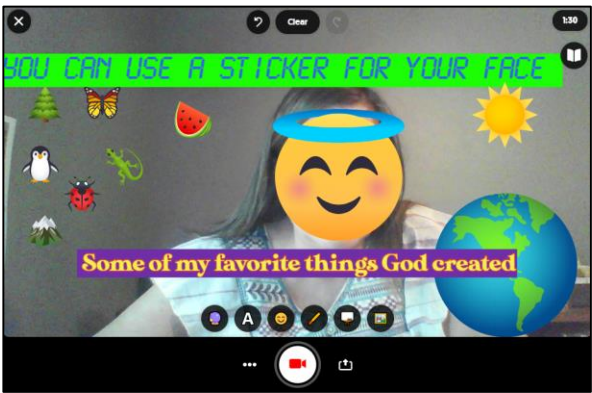 Clear
1:30
YOU CAN USE A STICKER FOR YOUR FACE
Some of my favorite things God created
A